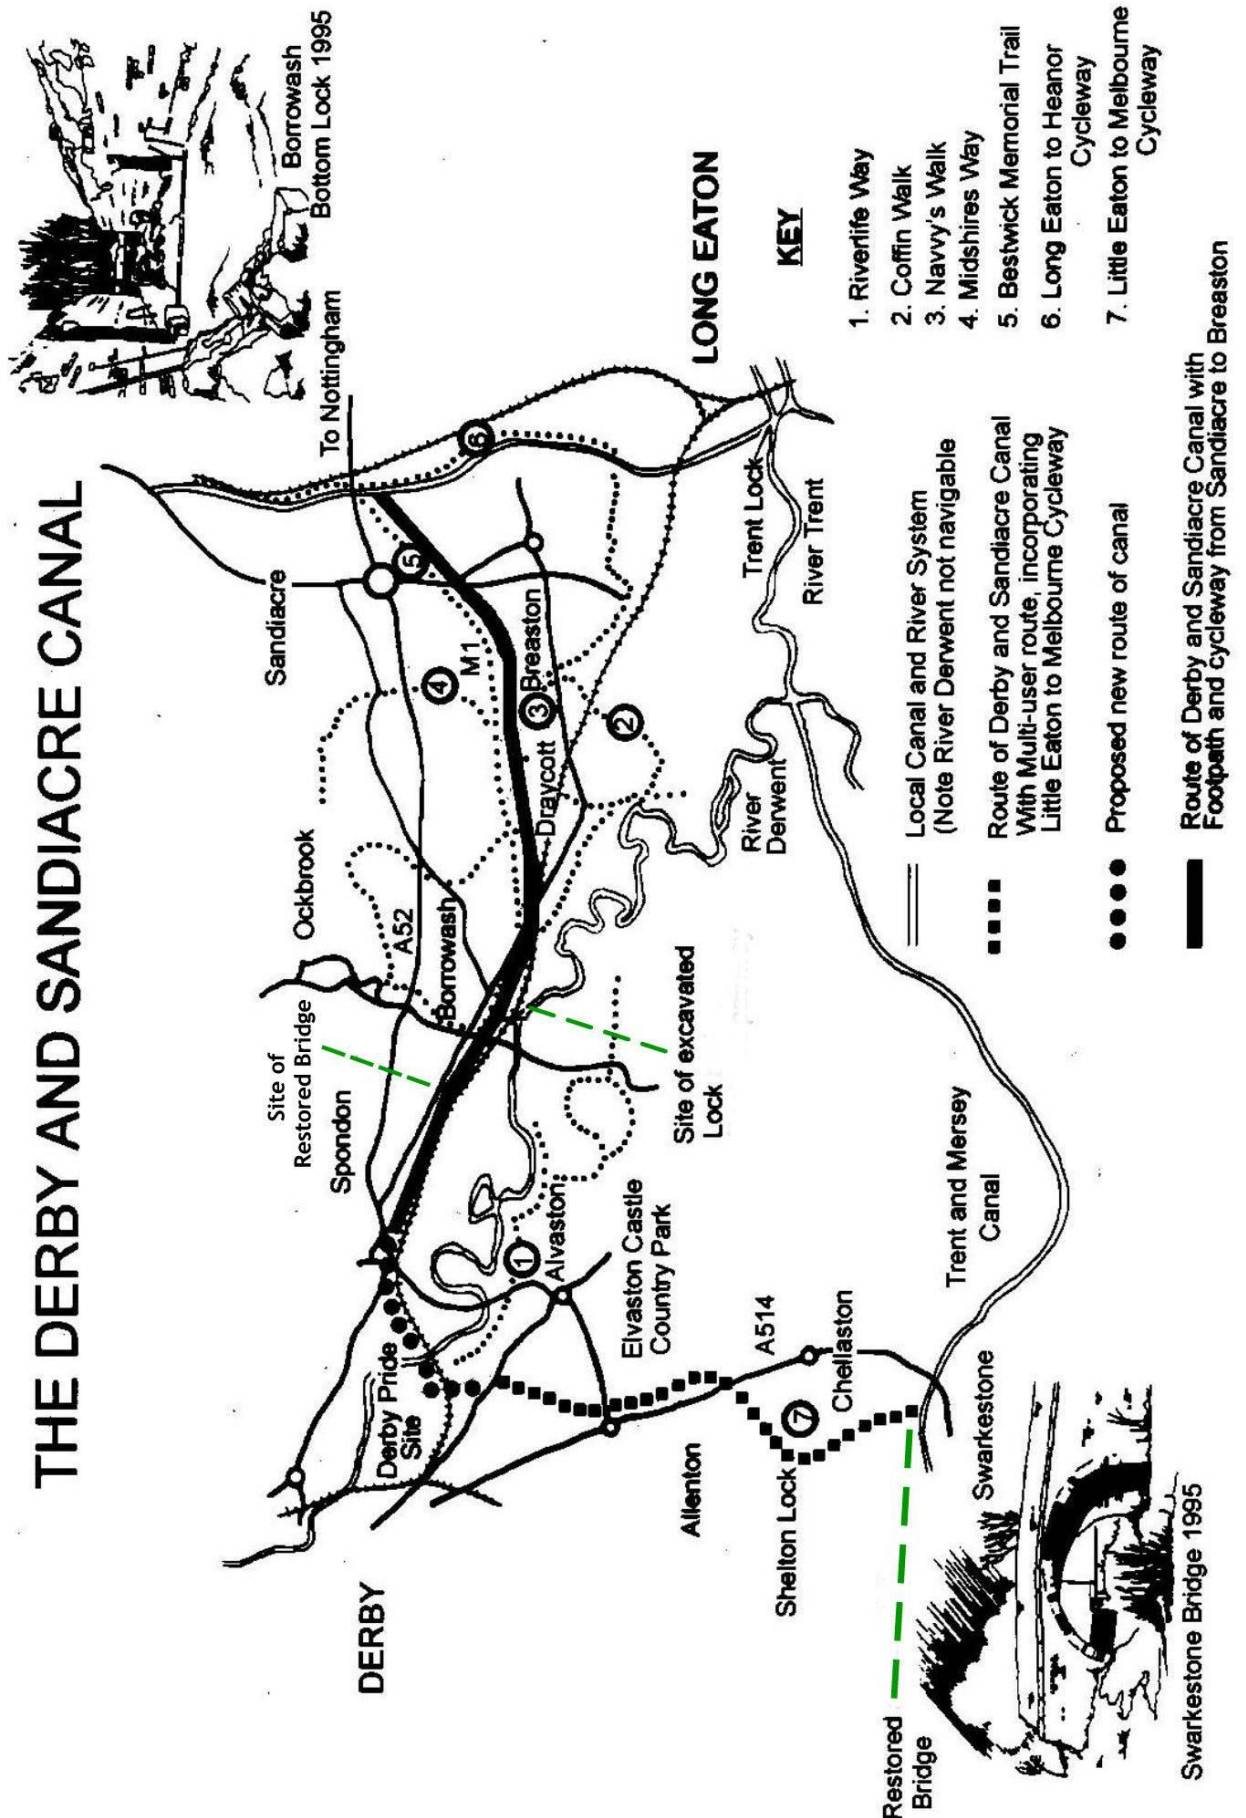 THE DERBY AND SANDIACRE CANAL
Borrowash
Bottom Lock 1995
To Nottingham
Sandiacre
Ockbrook
Site of
Restored Bridge
Spondon
A52
Borrowash
M1
Breaston
Draycott
LONG EATON
DERBY
Derby Pride
Site
Alvaston
Elvaston Castle
Country Park
Site of excavated
Lock
River
Derwent
Trent Lock
River Trent
Allenton
A514
Shelton Lock
Chellaston
Trent and Mersey
Canal
Swarkestone
Restored
Bridge
Swarkestone Bridge 1995
1
2
3
4
5
6
7
KEY
Local Canal and River System
(Note River Derwent not navigable
Route of Derby and Sandiacre Canal
With Multi-user route, incorporating
Little Eaton to Melbourne Cycleway
Proposed new route of canal
Route of Derby and Sandiacre Canal with
Footpath and cycleway from Sandiacre to Breaston
1. Riverlife Way
2. Coffin Walk
3. Navvy's Walk
4. Midshires Way
5. Bestwick Memorial Trail
6. Long Eaton to Heanor
Cycleway
7. Little Eaton to Melbourne
Cycleway